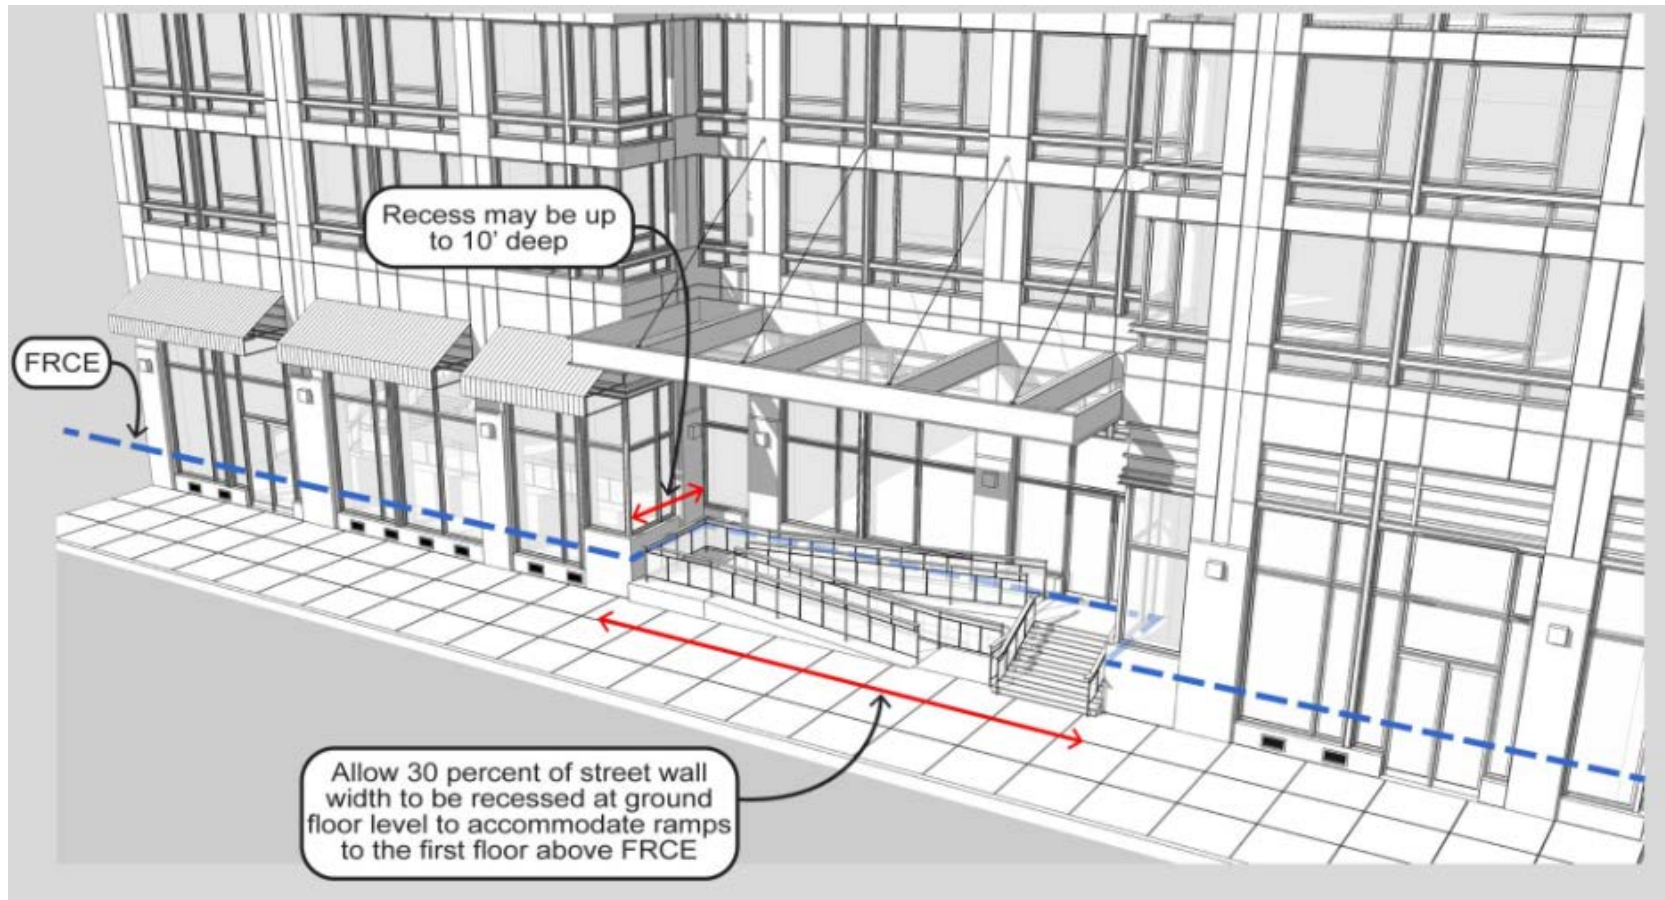 Recess may be up
to 10' deep
FRCE
Allow 30 percent of street wall
width to be recessed at ground
floor level to accommodate ramps
to the first floor above FRCE